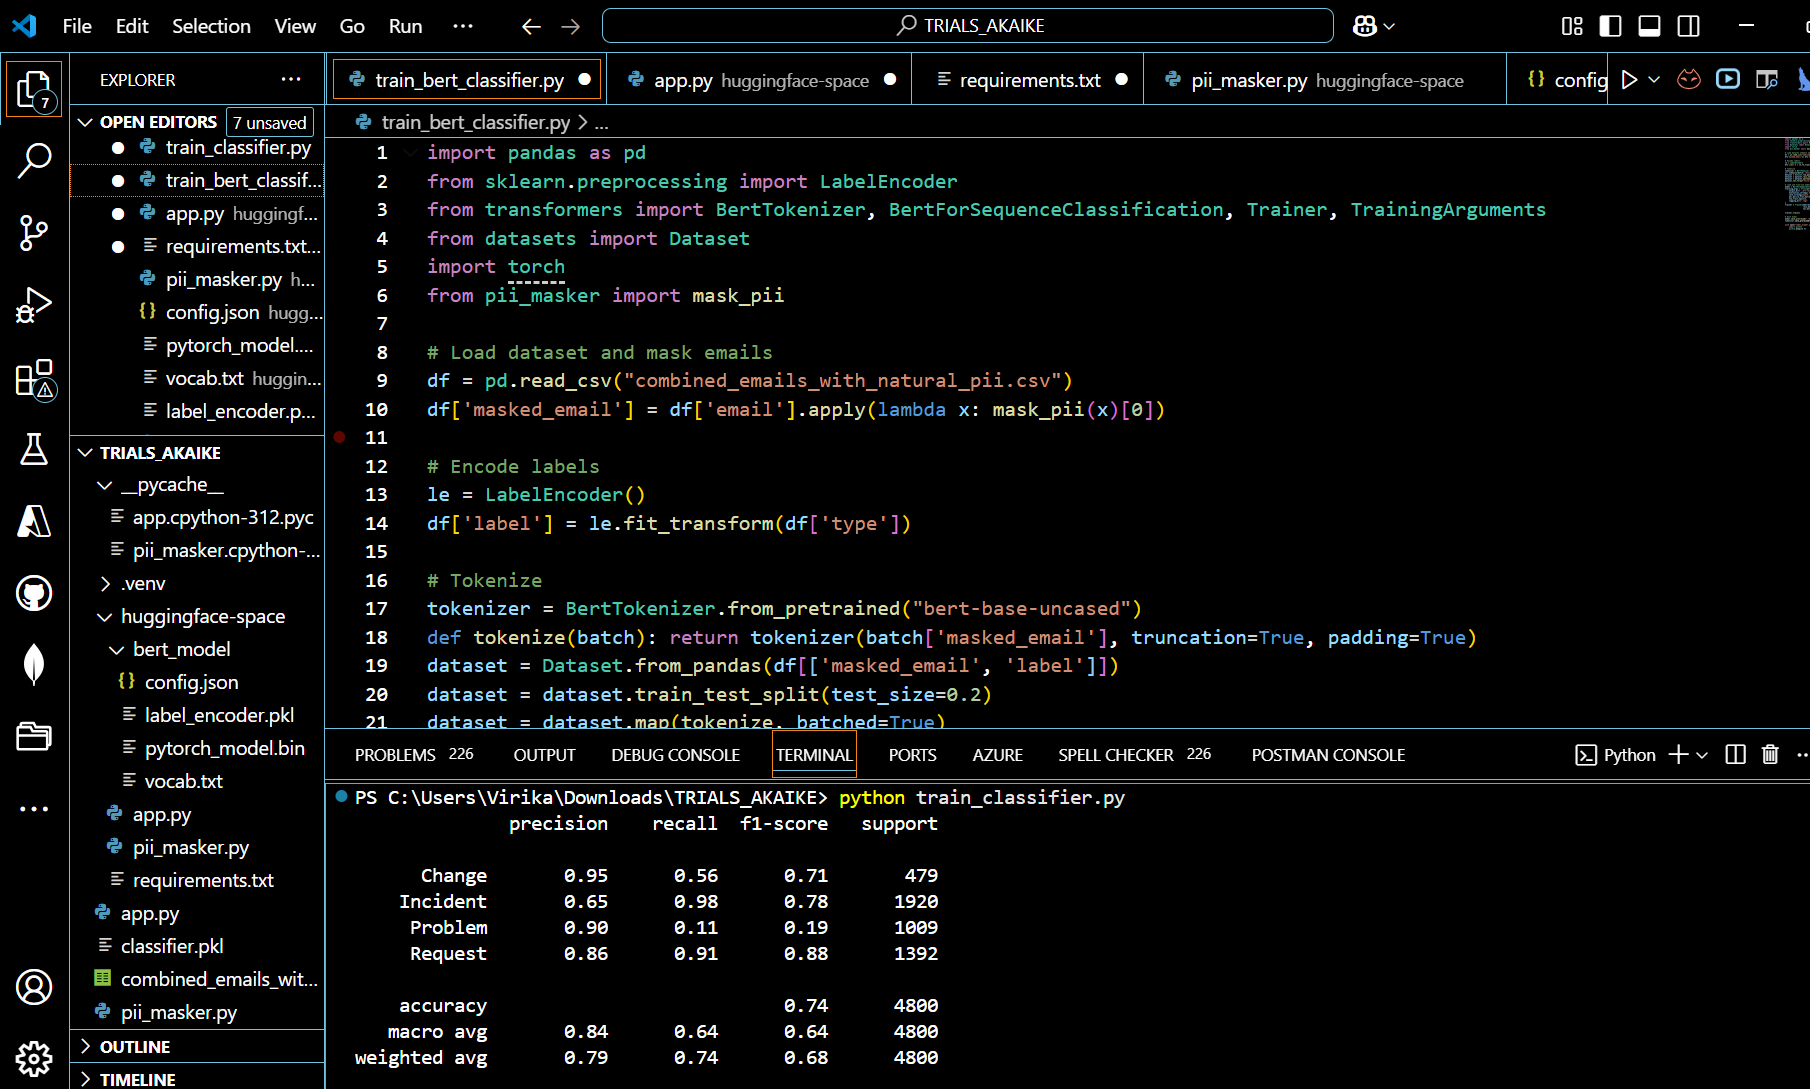 File Edit Selection View Go Run ··· TRIALS_AKAIKE
EXPLORER ···
7
OPEN EDITORS 7 unsaved
train_classifier.py
train_bert_classif...
app.py huggingf...
requirements.txt...
pii_masker.py h...
config.json hugg...
pytorch_model....
vocab.txt huggin...
label_encoder.p...
TRIALS_AKAIKE
__pycache__
app.cpython-312.pyc
pii_masker.cpython-...
.venv
huggingface-space
bert_model
config.json
label_encoder.pkl
pytorch_model.bin
vocab.txt
app.py
pii_masker.py
requirements.txt
app.py
classifier.pkl
combined_emails_wit...
pii_masker.py
OUTLINE
TIMELINE
train_bert_classifier.py app.py huggingface-space requirements.txt pii_masker.py huggingface-space config
train_bert_classifier.py > ...
1 import pandas as pd
2 from sklearn.preprocessing import LabelEncoder
3 from transformers import BertTokenizer, BertForSequenceClassification, Trainer, TrainingArguments
4 from datasets import Dataset
5 import torch
6 from pii_masker import mask_pii
7
8 # Load dataset and mask emails
9 df = pd.read_csv("combined_emails_with_natural_pii.csv")
10 df['masked_email'] = df['email'].apply(lambda x: mask_pii(x)[0])
11
12 # Encode labels
13 le = LabelEncoder()
14 df['label'] = le.fit_transform(df['type'])
15
16 # Tokenize
17 tokenizer = BertTokenizer.from_pretrained("bert-base-uncased")
18 def tokenize(batch): return tokenizer(batch['masked_email'], truncation=True, padding=True)
19 dataset = Dataset.from_pandas(df[['masked_email', 'label']])
20 dataset = dataset.train_test_split(test_size=0.2)
21 dataset = dataset.map(tokenize, batched=True)
PROBLEMS 226 OUTPUT DEBUG CONSOLE TERMINAL PORTS AZURE SPELL CHECKER 226 POSTMAN CONSOLE Python
PS C:\Users\Virika\Downloads\TRIALS_AKAIKE> python train_classifier.py
precision recall f1-score support
Change 0.95 0.56 0.71 479
Incident 0.65 0.98 0.78 1920
Problem 0.90 0.11 0.19 1009
Request 0.86 0.91 0.88 1392
accuracy 0.74 4800
macro avg 0.84 0.64 0.64 4800
weighted avg 0.79 0.74 0.68 4800